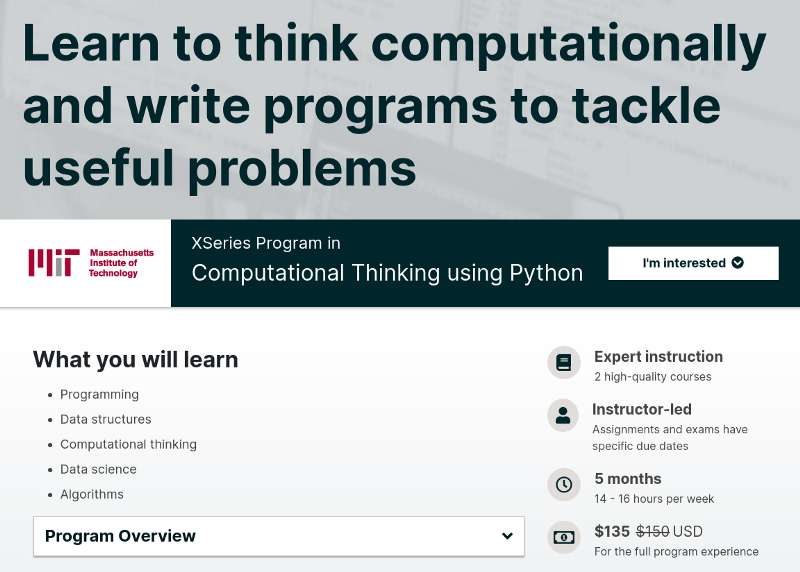 Learn to think computationally
and write programs to tackle
useful problems
MIT
Massachusetts
Institute of
Technology
XSeries Program in
Computational Thinking using Python
I'm interested
What you will learn
• Programming
• Data structures
• Computational thinking
• Data science
• Algorithms
Program Overview
Expert instruction
2 high-quality courses
Instructor-led
Assignments and exams have
specific due dates
5 months
14 - 16 hours per week
$135 $150 USD
For the full program experience